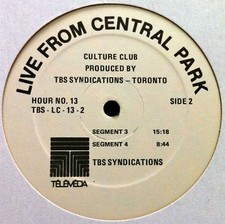 LIVE FROM CENTRAL PARK
CULTURE CLUB
PRODUCED BY
TBS SYNDICATIONS – TORONTO
HOUR NO. 13
TBS - LC - 13 - 2
SIDE 2
SEGMENT 3 15:18
SEGMENT 4 8:44
TBS SYNDICATIONS
TÉLÉMÉDIA